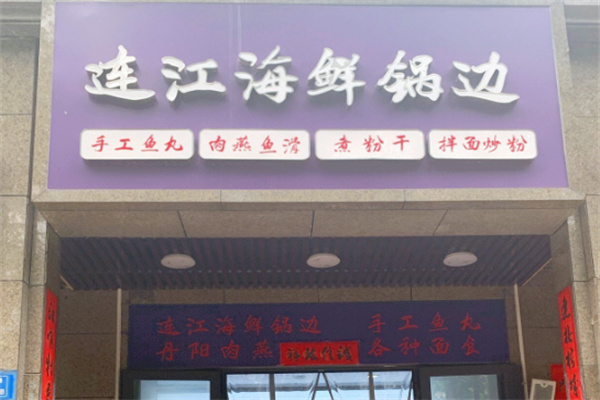 连江海鲜锅边
手工鱼丸 肉燕鱼滑 煮粉干 拌面炒粉
连江海鲜锅边 手工鱼丸
丹阳肉燕 各种面食